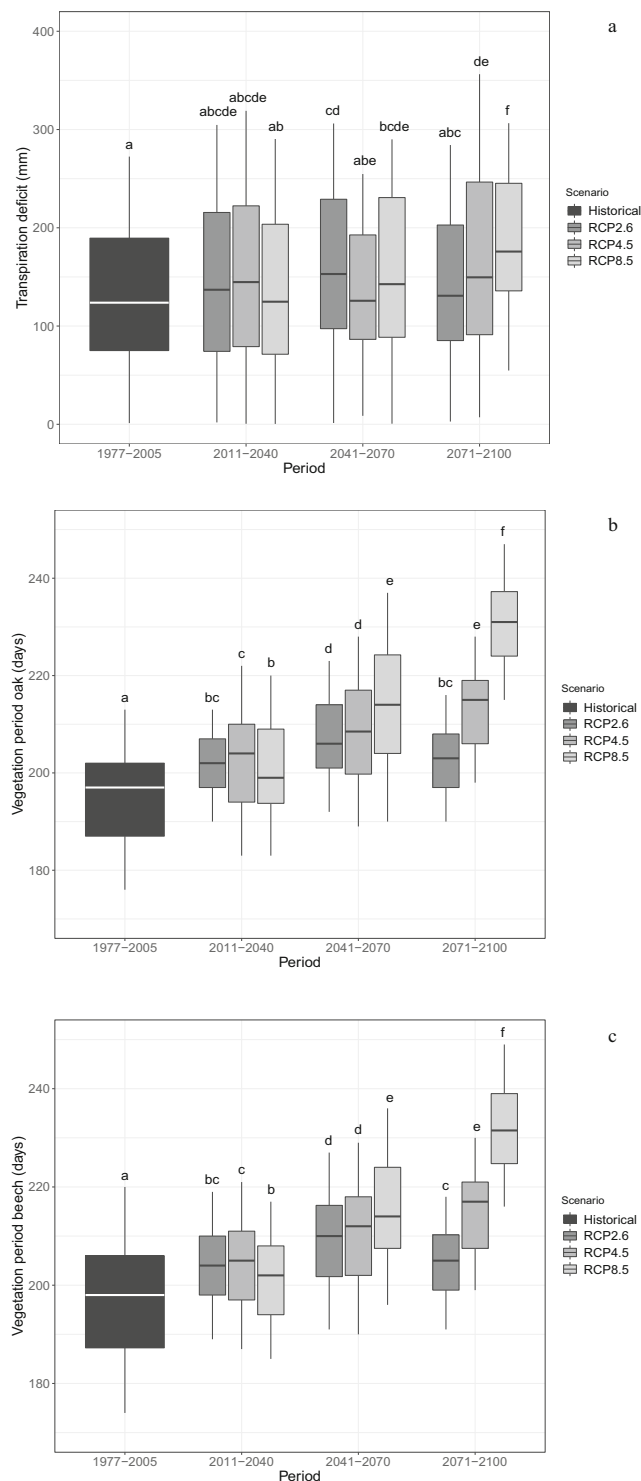 a
400
300
200
100
0
Transpiration deficit (mm)
a
abcde
abcde
ab
cd
abe
bcde
abc
de
f
1977−2005
2011−2040
2041−2070
2071−2100
Period
Scenario
Historical
RCP2.6
RCP4.5
RCP8.5
b
240
220
200
180
Vegetation period oak (days)
a
bc
c
b
d
d
e
bc
e
f
1977−2005
2011−2040
2041−2070
2071−2100
Period
Scenario
Historical
RCP2.6
RCP4.5
RCP8.5
c
240
220
200
180
Vegetation period beech (days)
a
bc
c
b
d
d
e
c
e
f
1977−2005
2011−2040
2041−2070
2071−2100
Period
Scenario
Historical
RCP2.6
RCP4.5
RCP8.5